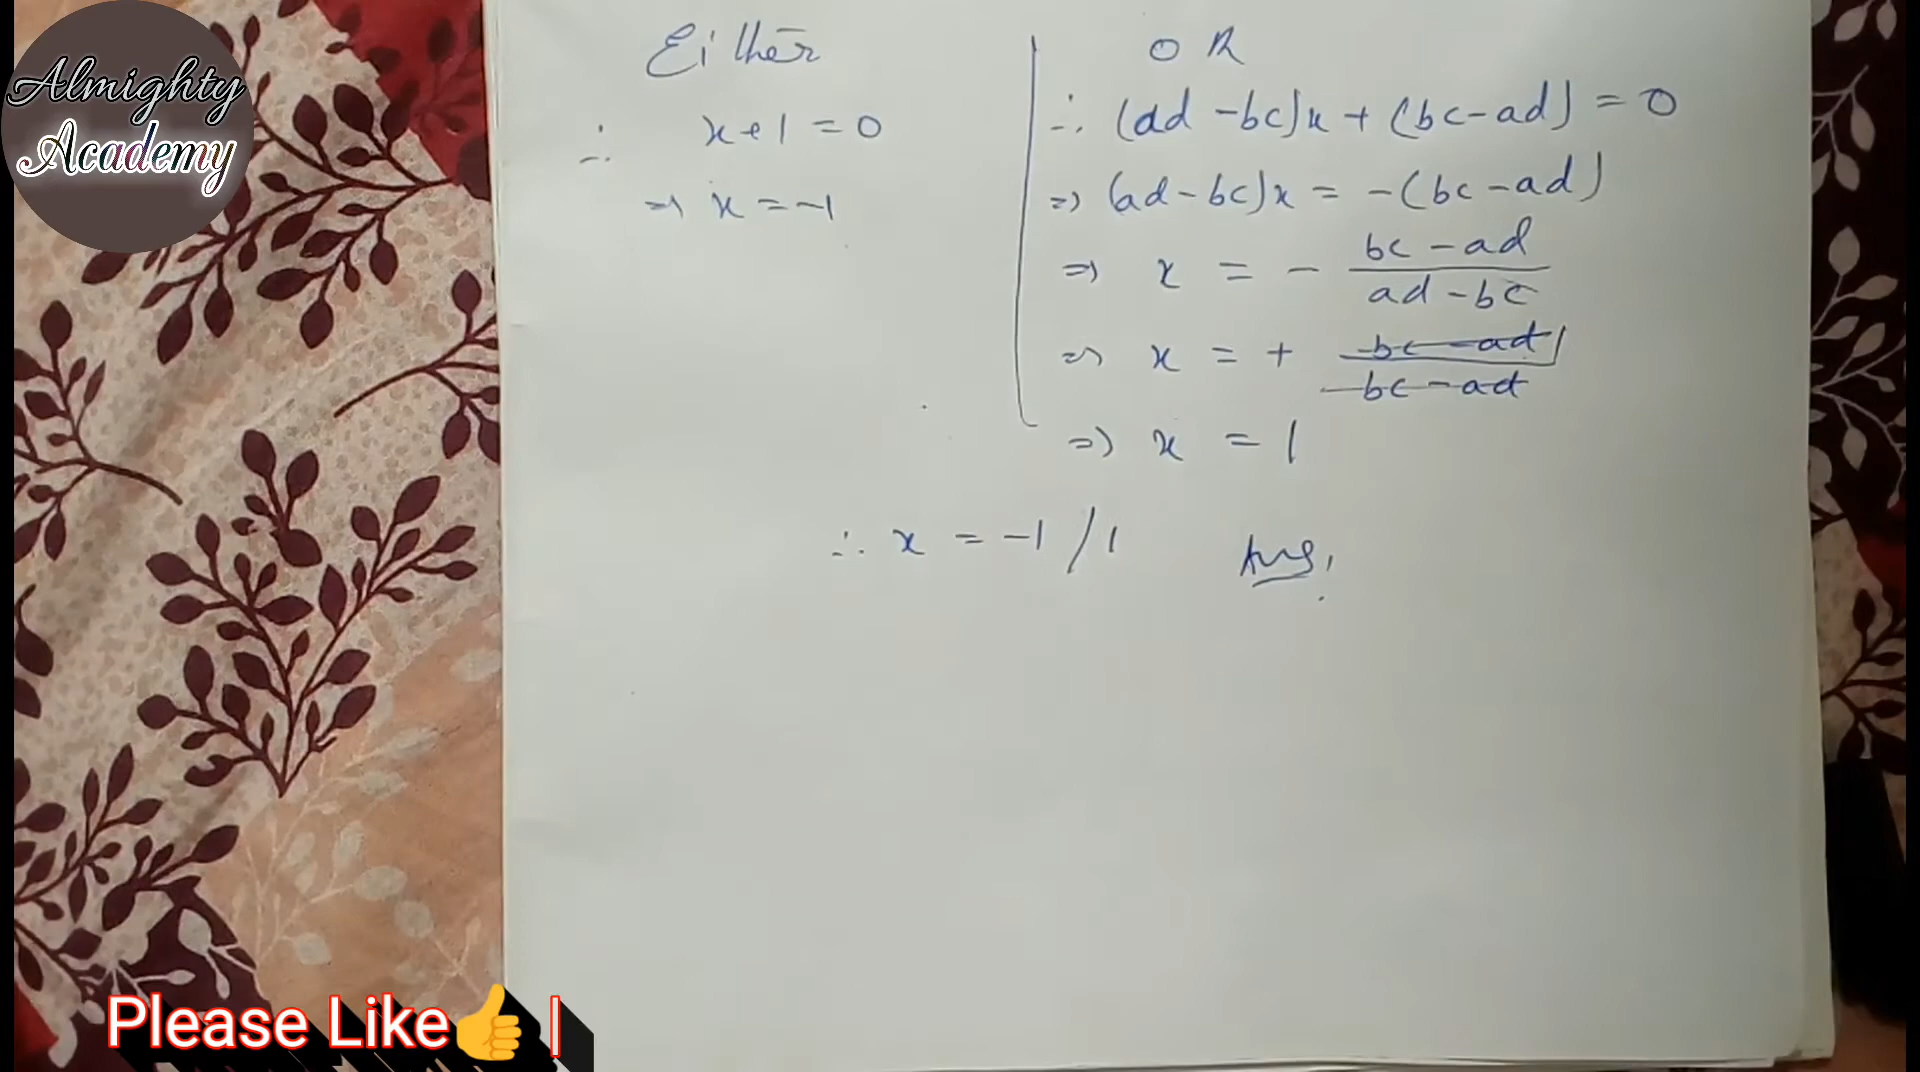 Almighty
Academy
Either
∴ x+1 = 0
⇒ x = -1
OR
∴ (ad - bc)x + (bc - ad) = 0
⇒ (ad - bc)x = -(bc - ad)
⇒ x = - (bc - ad)/(ad - bc)
⇒ x = + (bc - ad)/(bc - ad) 1
⇒ x = 1
∴ x = -1 / 1 Ans.
Please Like👍|